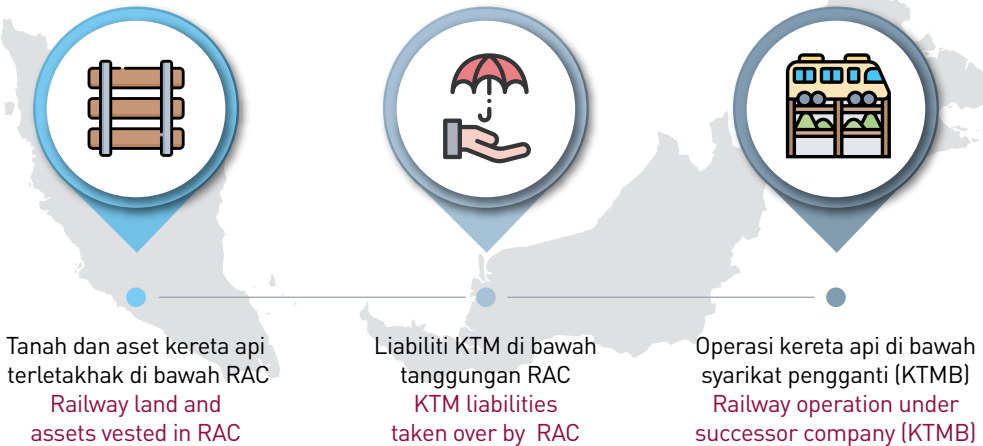 Tanah dan aset kereta api
terletakhak di bawah RAC
Railway land and
assets vested in RAC
Liabiliti KTM di bawah
tanggungan RAC
KTM liabilities
taken over by RAC
Operasi kereta api di bawah
syarikat pengganti (KTMB)
Railway operation under
successor company (KTMB)